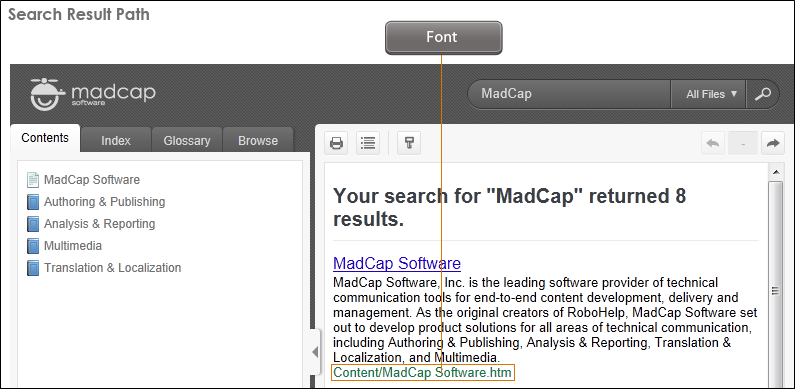 Search Result Path
Font
madcap
software
MadCap
All Files
Contents
Index
Glossary
Browse
MadCap Software
Authoring & Publishing
Analysis & Reporting
Multimedia
Translation & Localization
-
Your search for "MadCap" returned 8
results.
MadCap Software
MadCap Software, Inc. is the leading software provider of technical
communication tools for end-to-end content development, delivery and
management. As the original creators of RoboHelp, MadCap Software set
out to develop product solutions for all areas of technical communication,
including Authoring & Publishing, Analysis & Reporting, Translation &
Localization, and Multimedia.
Content/MadCap Software.htm